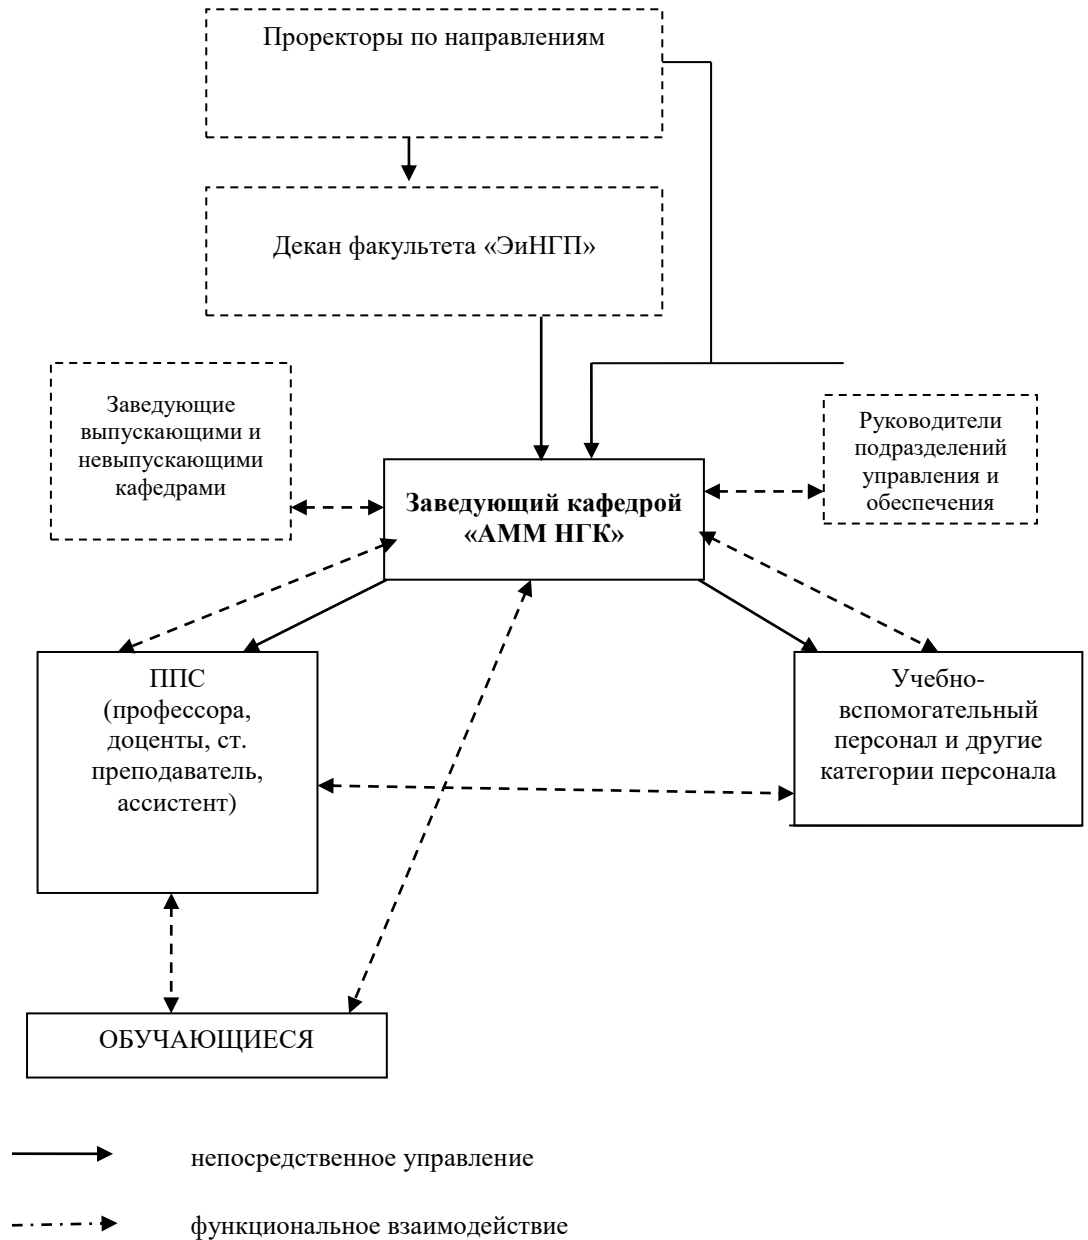 Проректоры по направлениям
Декан факультета «ЭиНГП»
Заведующие
выпускающими и
невыпускающими
кафедрами
Руководители
подразделений
управления и
обеспечения
Заведующий кафедрой
«АММ НГК»
ППС
(профессора,
доценты, ст.
преподаватель,
ассистент)
Учебно-
вспомогательный
персонал и другие
категории персонала
ОБУЧАЮЩИЕСЯ
непосредственное управление
функциональное взаимодействие